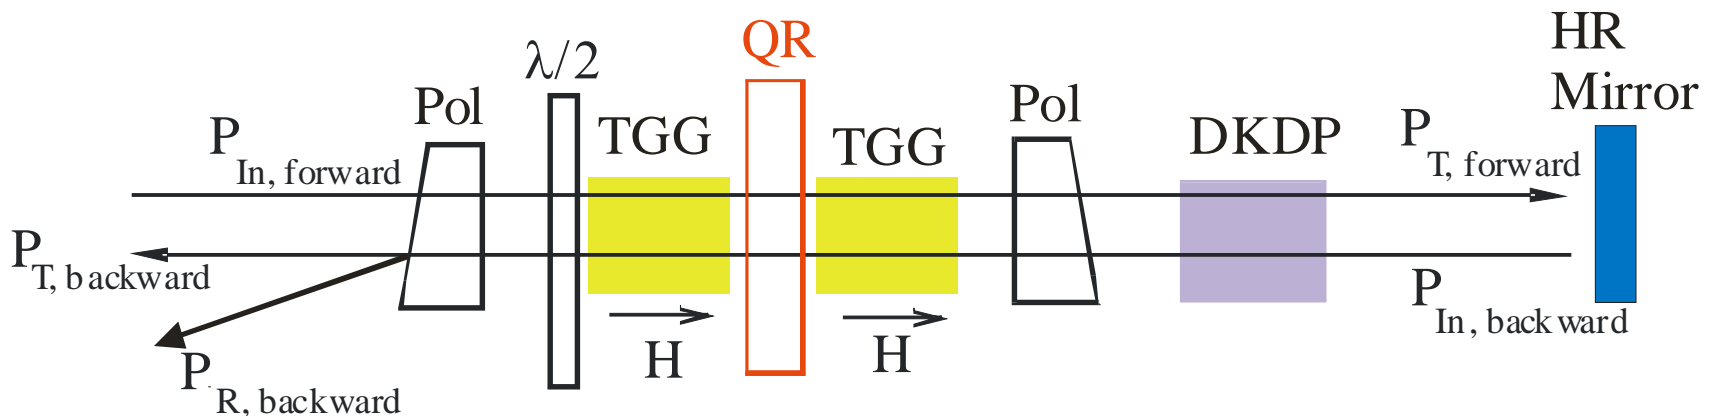 HR
Mirror
QR
λ/2
Pol
Pol
TGG
TGG
DKDP
P In, forward
P T, forward
P T, backward
P In, backward
H
H
P R, backward